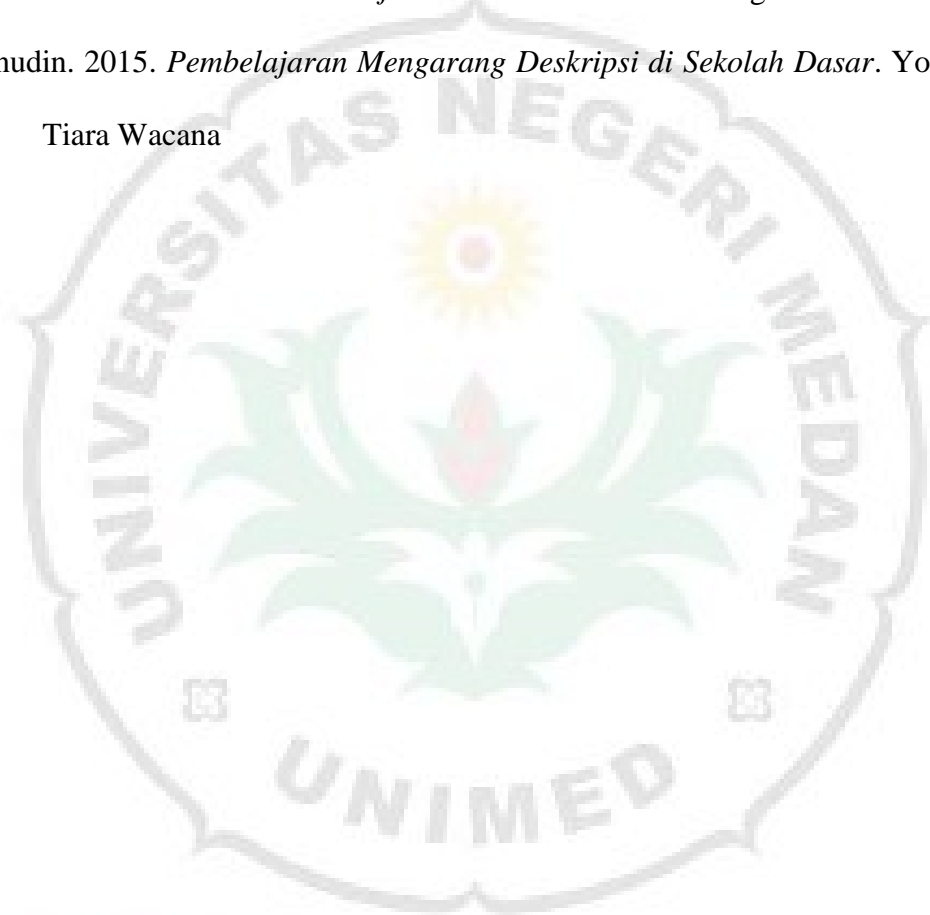 nudin. 2015. Pembelajaran Mengarang Deskripsi di Sekolah Dasar. Yo
Tiara Wacana
UNIVERSITAS NEGERI MEDAN
UNIMED